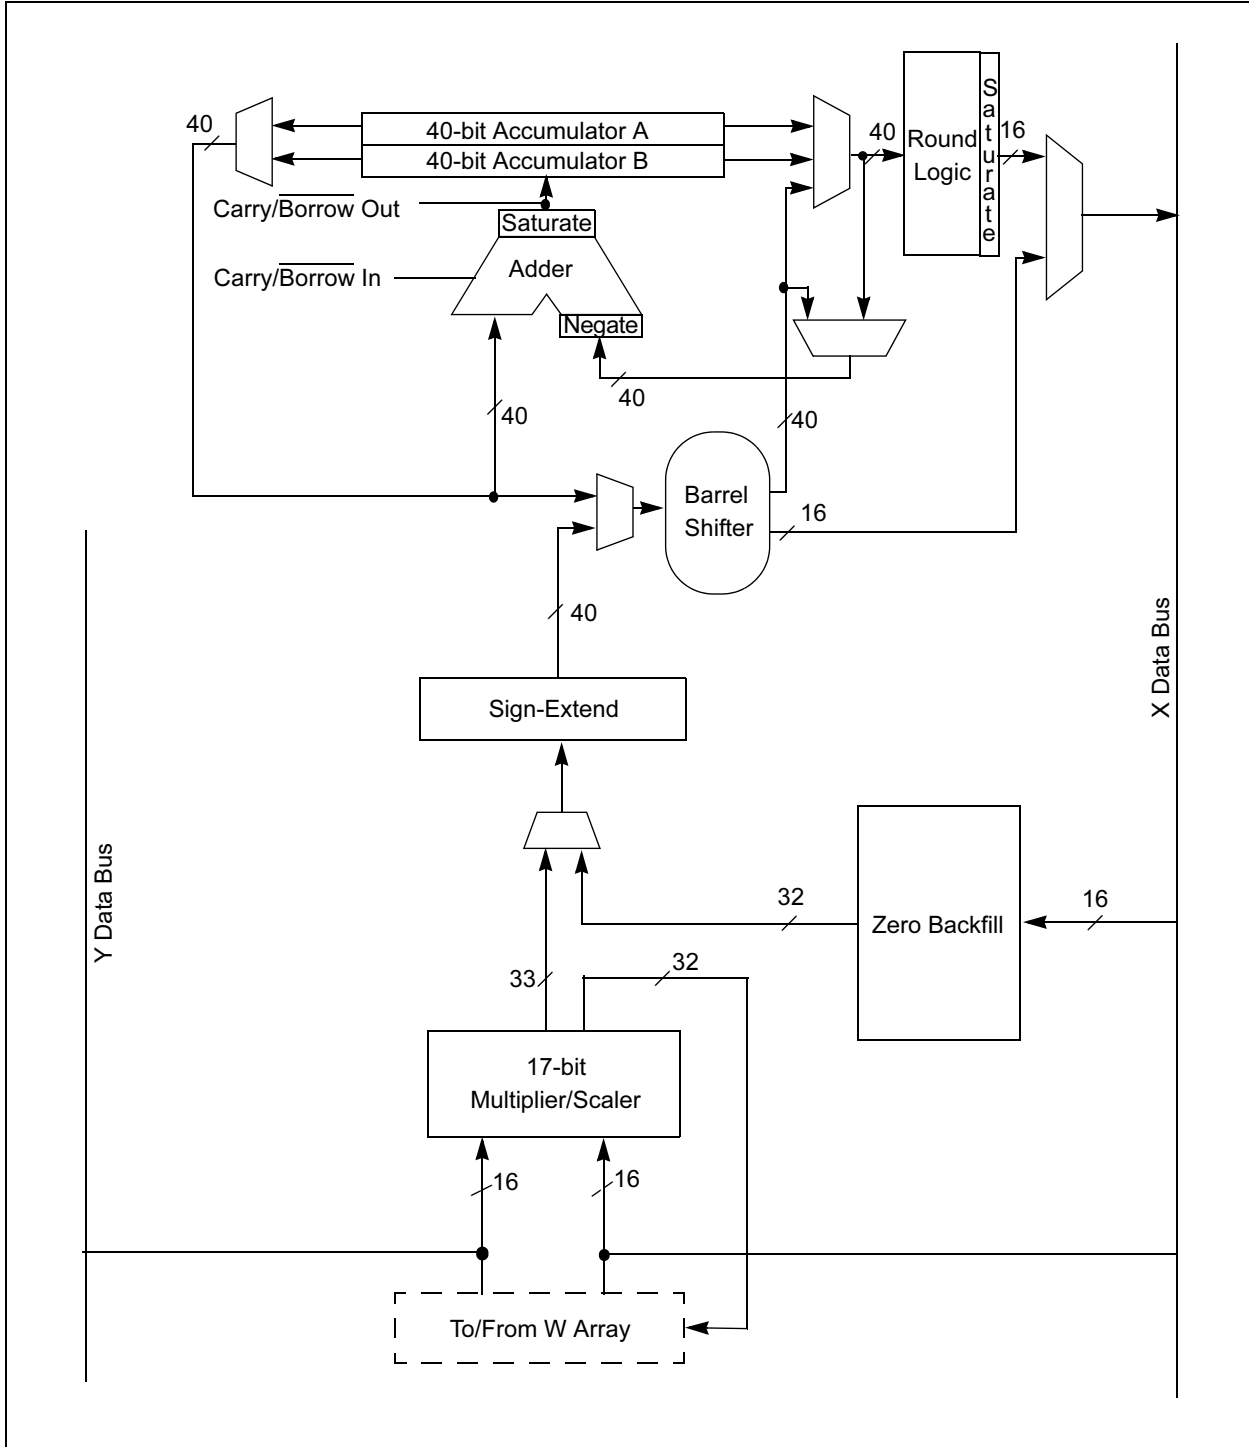 40
40-bit Accumulator A
40-bit Accumulator B
40
Round
Logic
Saturate
16
Carry/Borrow Out
Saturate
Carry/Borrow In
Adder
Negate
40
40
40
Barrel
Shifter
16
40
Sign-Extend
X Data Bus
Y Data Bus
32
Zero Backfill
16
33
32
17-bit
Multiplier/Scaler
16
16
To/From W Array